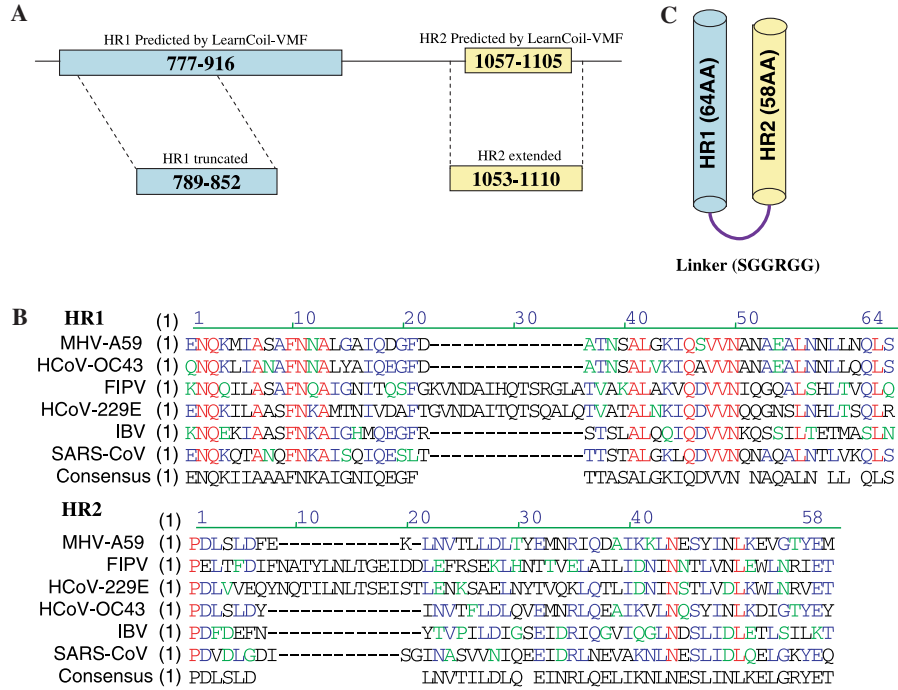 A
HR1 Predicted by LearnCoil-VMF
777-916
HR2 Predicted by LearnCoil-VMF
1057-1105
HR1 truncated
789-852
HR2 extended
1053-1110
C
HR1 (64AA)
HR2 (58AA)
Linker (SGGRGG)
B
HR1 (1) 1 10 20 30 40 50 64
MHV-A59 (1) ENQKMIASAFNNALGAIQDGFD--------------ATNSALGKIQSVVNANAEALNNLLNQLS
HCoV-OC43 (1) QNQKLIANAFNNALYAIQEGFD--------------ATNSALVKIQAVVNANAEALNNLLQQLS
FIPV (1) KNQQILASAFNQAIGNITQSFGKVNDAIHQTSRGLATVAKALAKVQDVVNIQGQALSHLTVQLQ
HCoV-229E (1) ENQKILAASFNKAMTNIVDAFTGVNDAITQTSQALQTVATALNKIQDVVNQQGNSLNHLTSQLR
IBV (1) KNQEKIAASFNKAIGHMQEGFR--------------STSLALQQIQDVVNKQSSILTETMASLN
SARS-CoV (1) ENQKQTANQFNKAISQIQESLT--------------TTSTALGKLQDVVNQNAQALNTLVKQLS
Consensus (1) ENQKIIAAAFNKAIGNIQEGF TTASALGKIQDVVN NAQALN LL QLS
HR2 (1) 1 10 20 30 40 58
MHV-A59 (1) PDLSLDFE-----------K-LNVTLLDLTYEMNRIQDAIKKLNESYINLKEVGTYEM
FIPV (1) PELTFDIFNATYLNLTGEIDDLEFRSEKLHNTTVELAILIDNINNTLVNLEWLNRIET
HCoV-229E (1) PDLVVEQYNQTILNLTSEISTLENKSAELNYTVQKLQTLIDNINSTLVDLKWLNRVET
HCoV-OC43 (1) PDLSLDY--------------INVTFLDLQVEMNRLQEAIKVLNQSYINLKDIGTYEY
IBV (1) PDFDEFN--------------YTVPILDIGSEIDRIQGVIQGLNDSLIDLETLSILKT
SARS-CoV (1) PDVDLGDI-----------SGINASVVNIQEEIDRLNEVAKNLNESLIDLQELGKYEQ
Consensus (1) PDLSLD LNVTILDLQ EINRLQELIKNLNESLINLKELGRYET